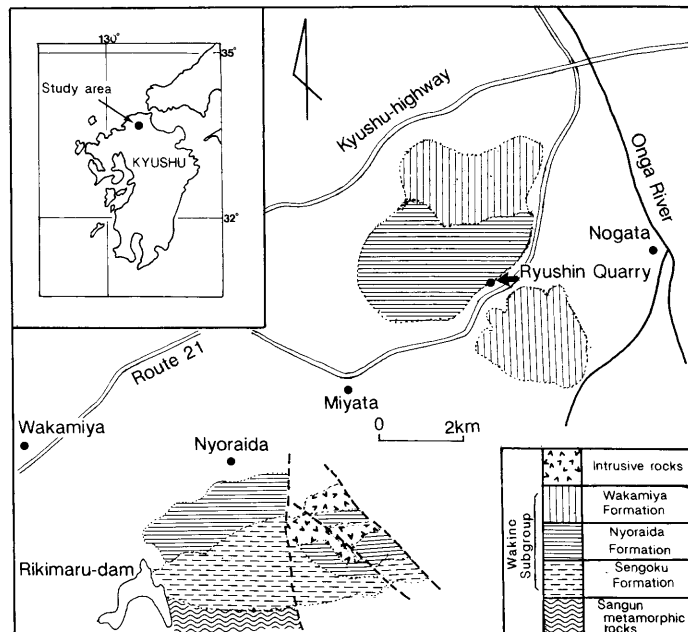 130°
35°
Study area
KYUSHU
32°
Kyushu-highway
Onga River
Nogata
Ryushin Quarry
Route 21
Miyata
0 2km
Wakamiya
Nyoraida
Rikimaru-dam
Intrusive rocks
Wakino
Subgroup
Wakamiya
Formation
Nyoraida
Formation
Sengoku
Formation
Sangun
metamorphic
rocks